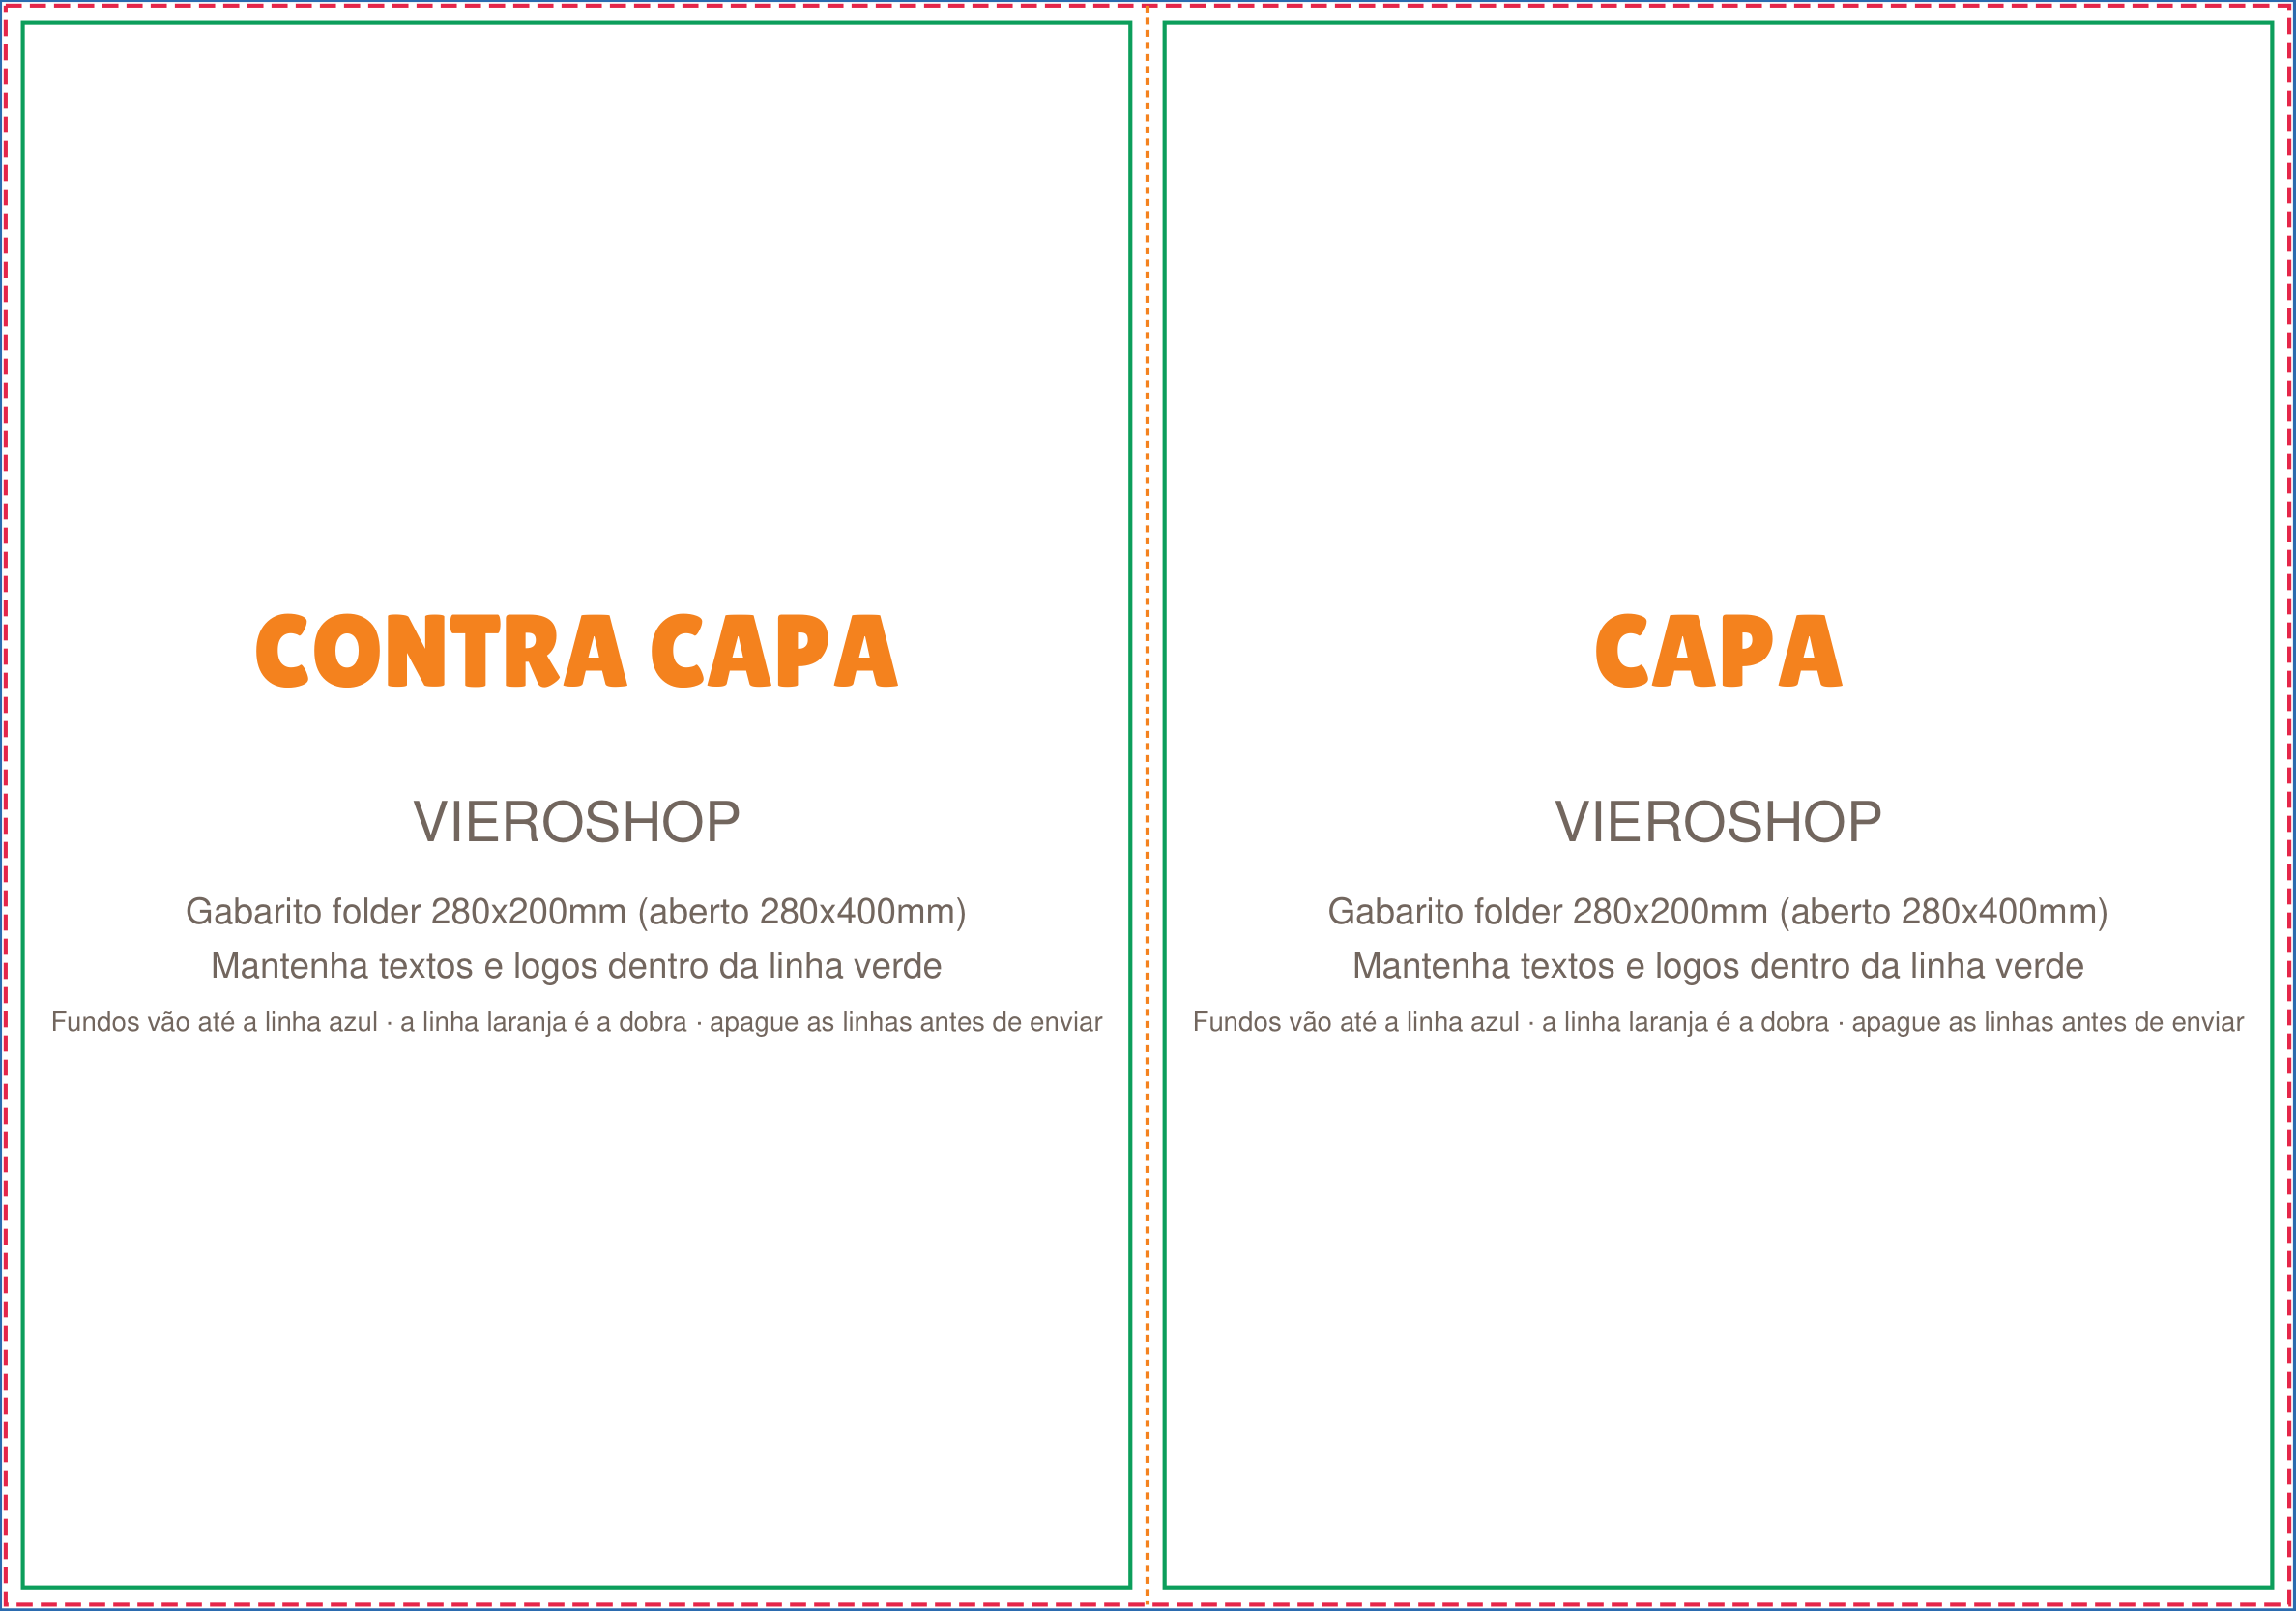 CONTRA CAPA
VIEROSHOP
Gabarito folder 280x200mm (aberto 280x400mm)
Mantenha textos e logos dentro da linha verde
Fundos vão até a linha azul · a linha laranja é a dobra · apague as linhas antes de enviar
CAPA
VIEROSHOP
Gabarito folder 280x200mm (aberto 280x400mm)
Mantenha textos e logos dentro da linha verde
Fundos vão até a linha azul · a linha laranja é a dobra · apague as linhas antes de enviar